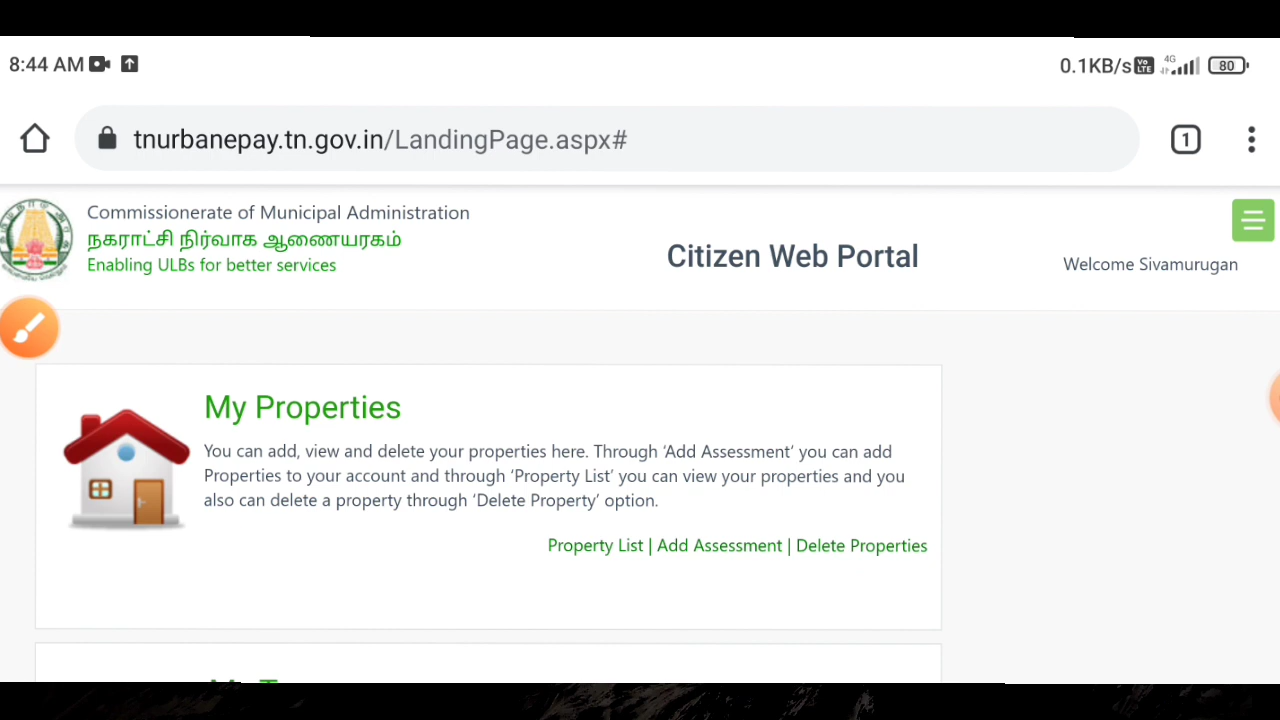 8:44 AM
0.1KB/s Vo LTE 4G 80
tnurbanepay.tn.gov.in/LandingPage.aspx#
1
Commissionerate of Municipal Administration
நகராட்சி நிர்வாக ஆணையரகம்
Enabling ULBs for better services
Citizen Web Portal
Welcome Sivamurugan
My Properties
You can add, view and delete your properties here. Through ‘Add Assessment’ you can add
Properties to your account and through ‘Property List’ you can view your properties and you
also can delete a property through ‘Delete Property’ option.
Property List | Add Assessment | Delete Properties